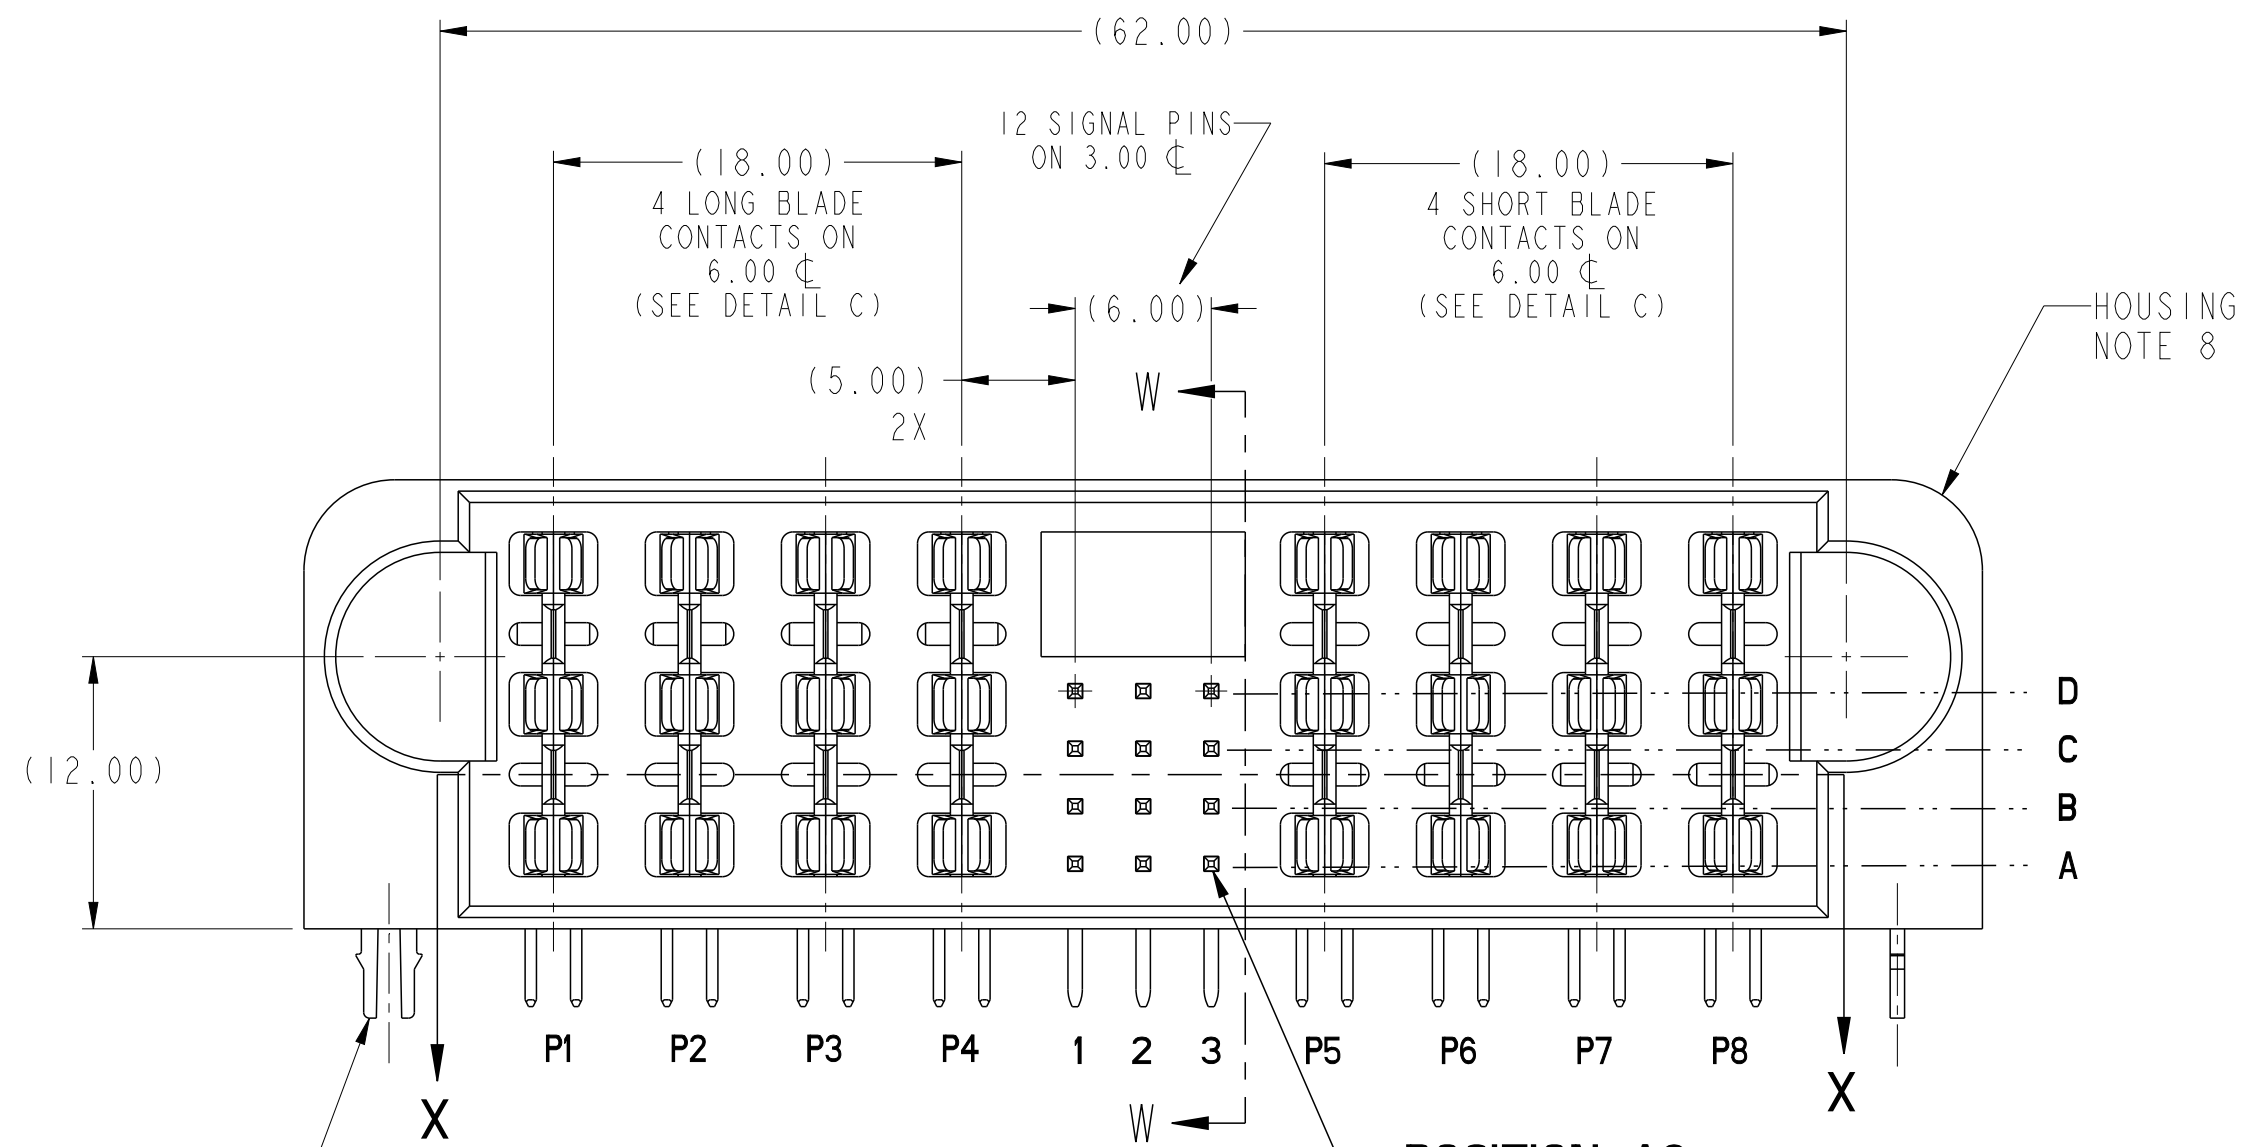 (62.00)
12 SIGNAL PINS
ON 3.00 ℄
(18.00)
4 LONG BLADE
CONTACTS ON
6.00 ℄
(SEE DETAIL C)
(18.00)
4 SHORT BLADE
CONTACTS ON
6.00 ℄
(SEE DETAIL C)
(6.00)
HOUSING
NOTE 8
(5.00)
2X
W
D
C
(12.00)
B
A
P1 P2 P3 P4 1 2 3 P5 P6 P7 P8
X
X
W